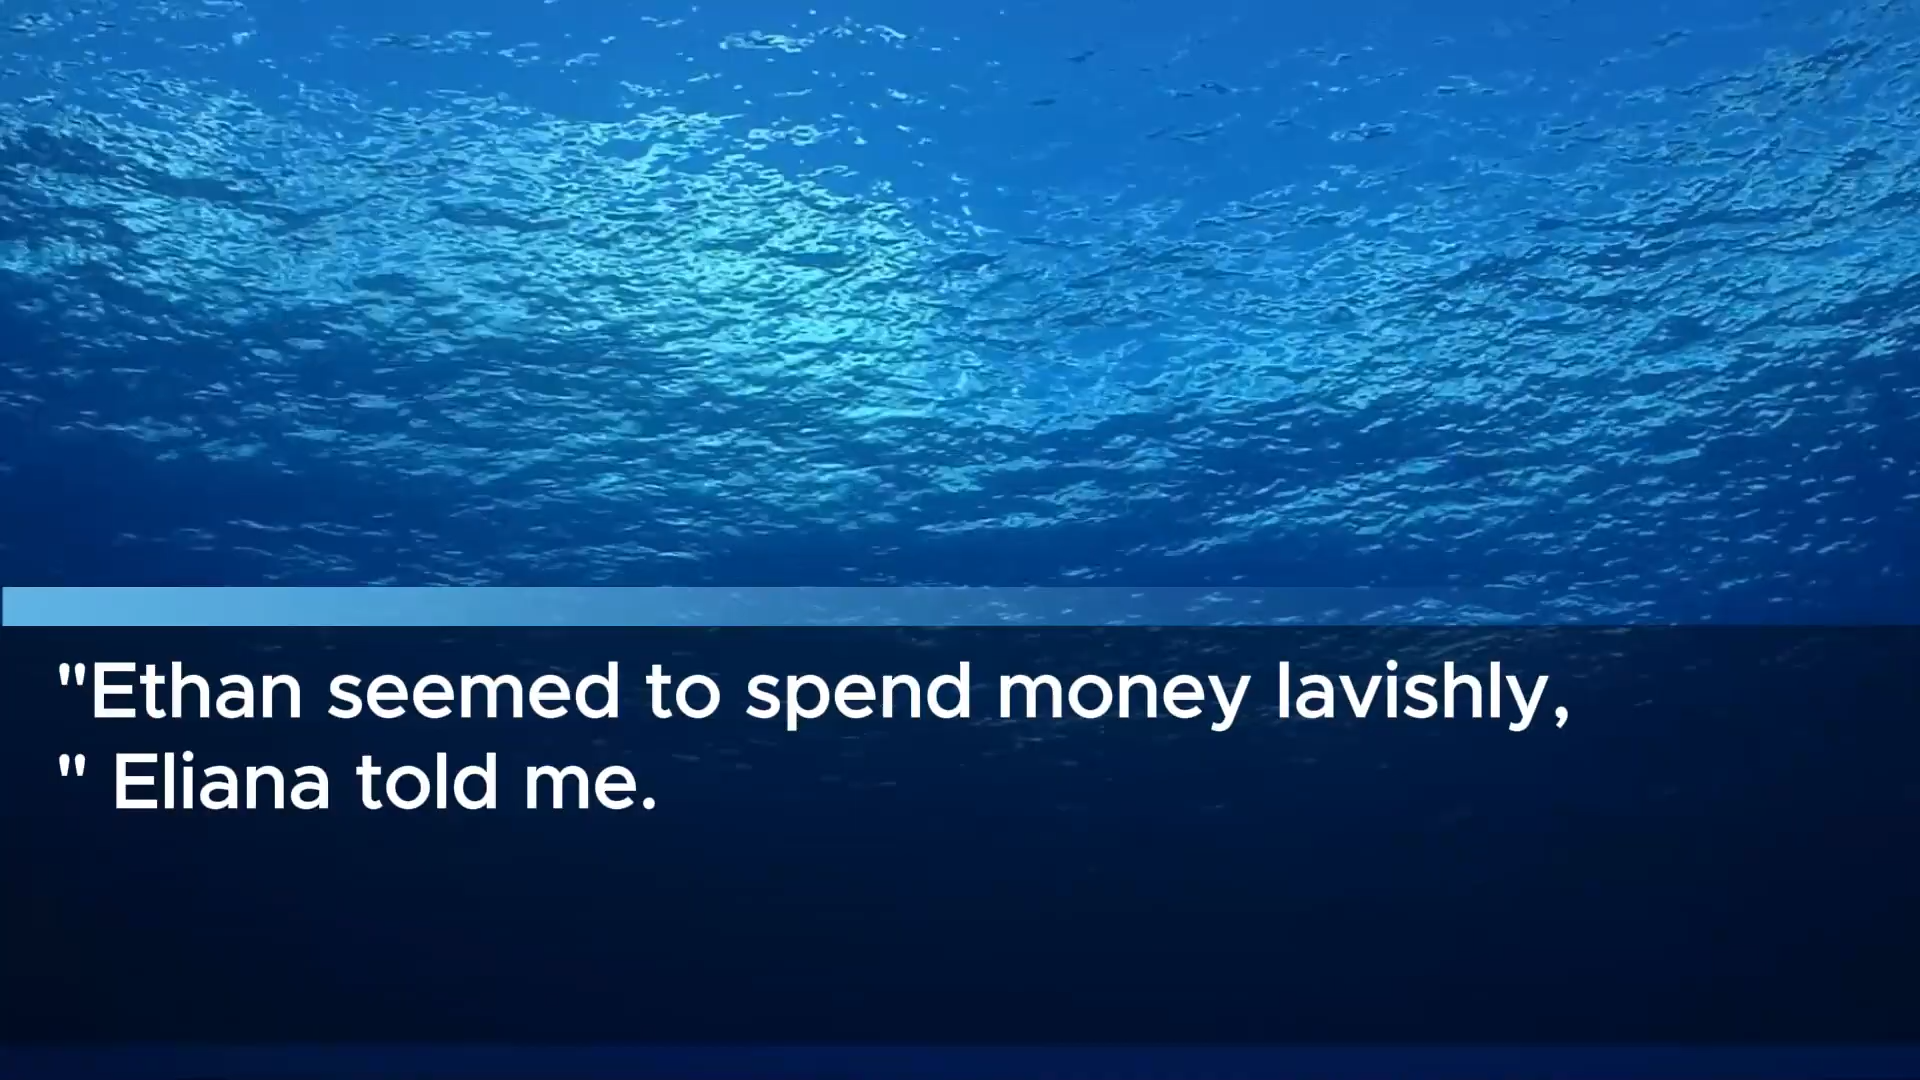 "Ethan seemed to spend money lavishly,
" Eliana told me.